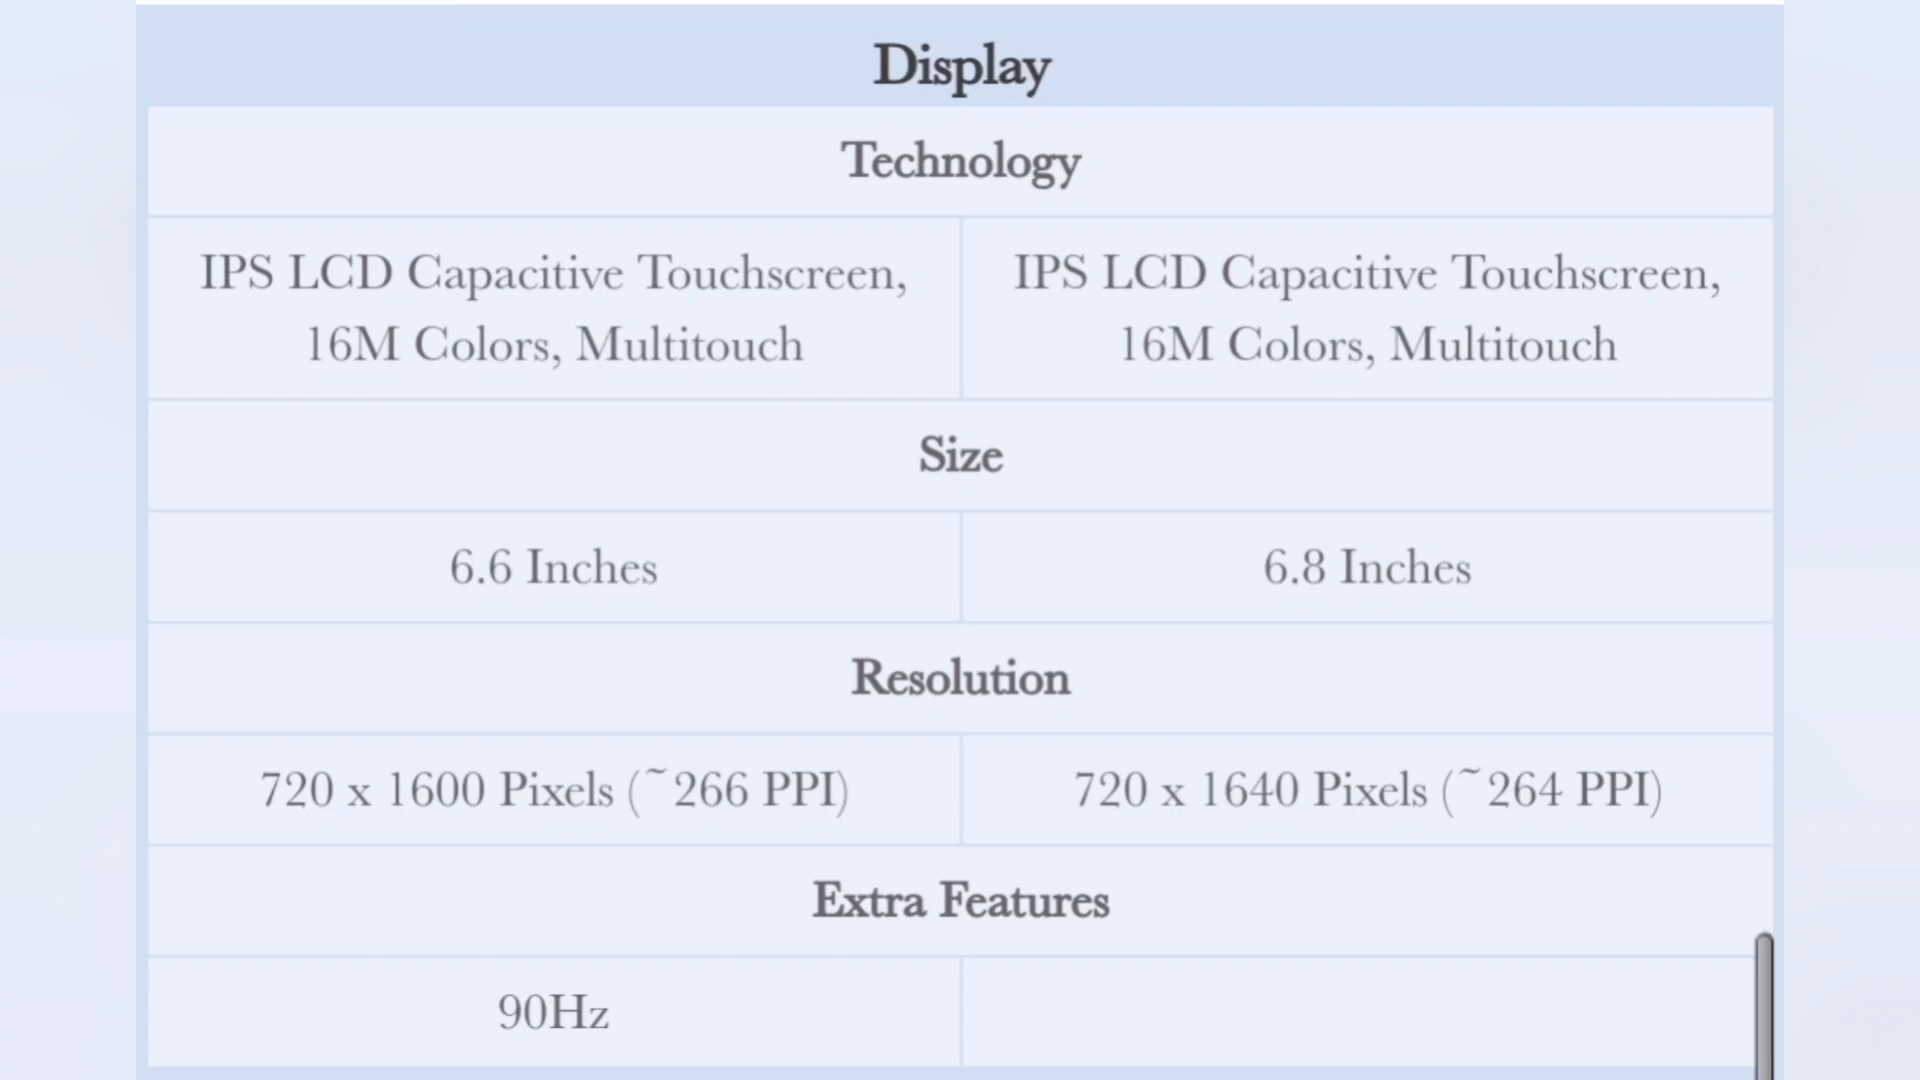 Display
Technology
IPS LCD Capacitive Touchscreen,
16M Colors, Multitouch
IPS LCD Capacitive Touchscreen,
16M Colors, Multitouch
Size
6.6 Inches
6.8 Inches
Resolution
720 x 1600 Pixels (~266 PPI)
720 x 1640 Pixels (~264 PPI)
Extra Features
90Hz